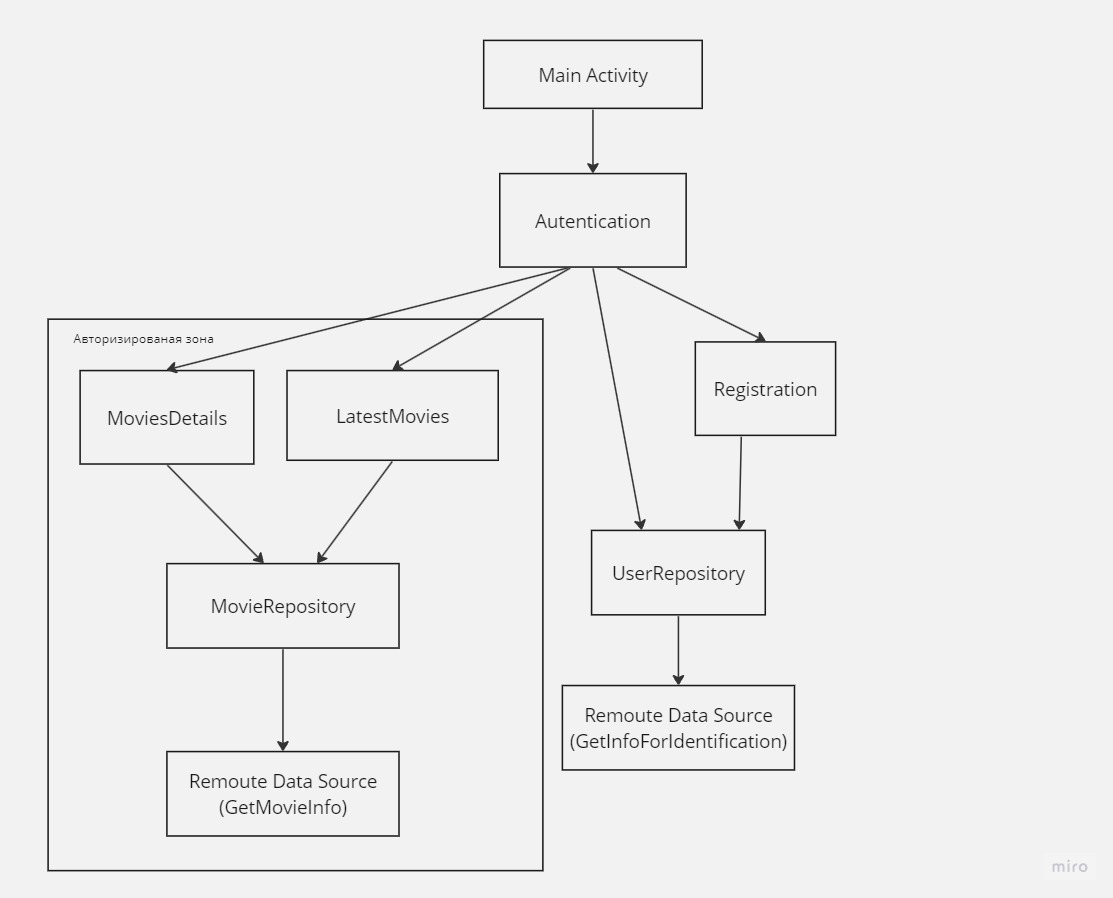 Main Activity
Autentication
Авторизированая зона
MoviesDetails
LatestMovies
Registration
MovieRepository
UserRepository
Remoute Data Source
(GetInfoForIdentification)
Remoute Data Source
(GetMovieInfo)
miro